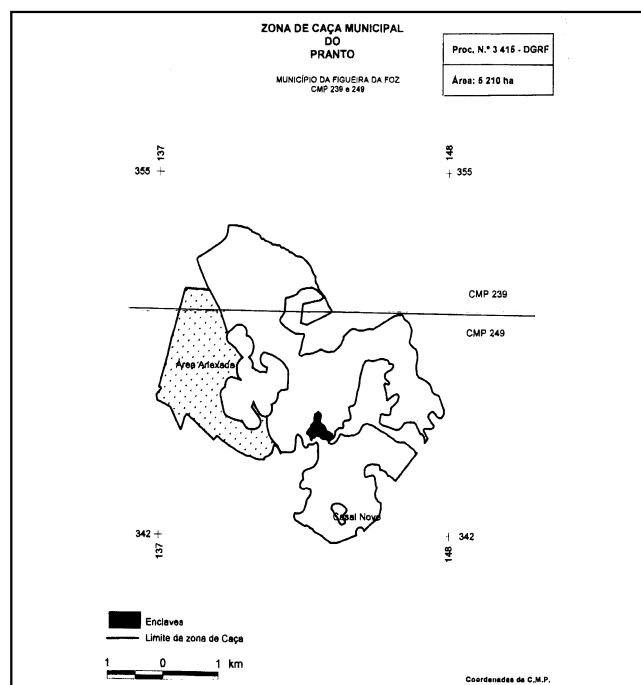 ZONA DE CAÇA MUNICIPAL
DO
PRANTO
Proc. N.º 3 415 - DGRF
Área: 5 210 ha
MUNICÍPIO DA FIGUEIRA DA FOZ
CMP 239 e 249
137
148
355
355
CMP 239
CMP 249
Área Anexada
Casal Novo
342
342
137
148
Enclaves
Limite da zona de Caça
1 0 1 km
Coordenadas da C.M.P.